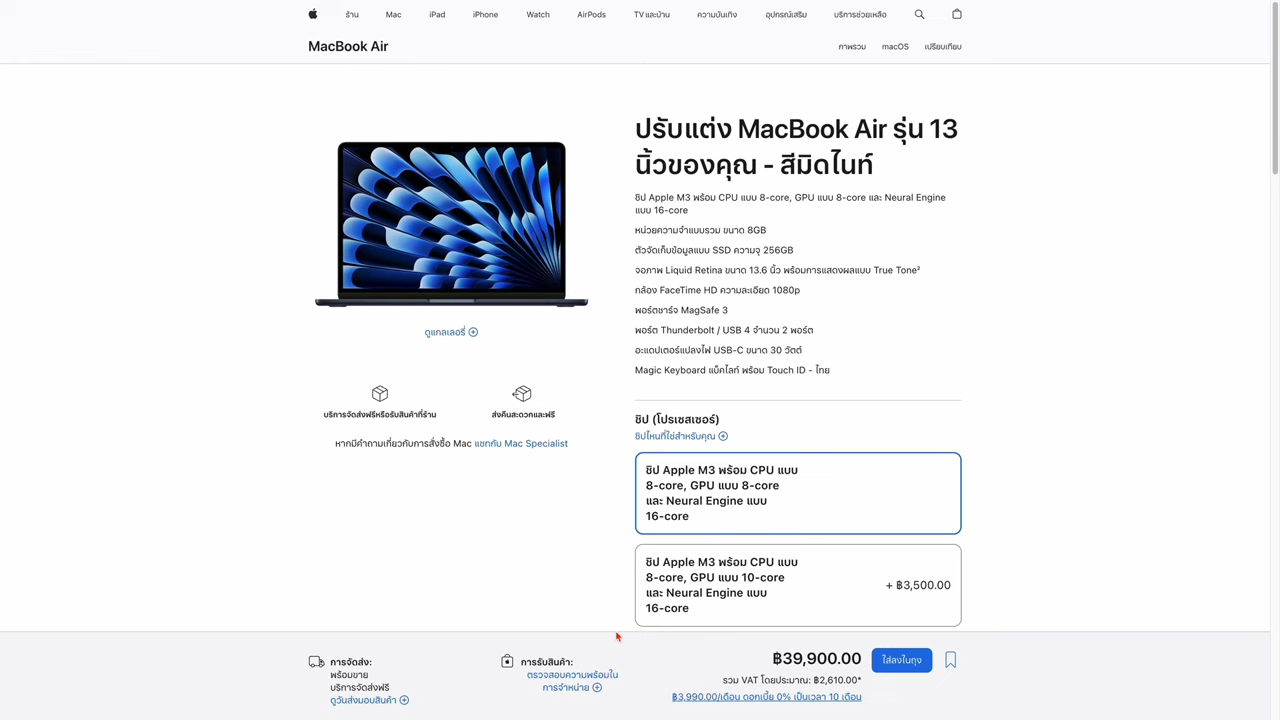 ร้าน Mac iPad iPhone Watch AirPods TV และบ้าน ความบันเทิง อุปกรณ์เสริม บริการช่วยเหลือ
MacBook Air
ภาพรวม macOS เปรียบเทียบ
ปรับแต่ง MacBook Air รุ่น 13
นิ้วของคุณ - สีมิดไนท์
ชิป Apple M3 พร้อม CPU แบบ 8-core, GPU แบบ 8-core และ Neural Engine
แบบ 16-core
หน่วยความจำแบบรวม ขนาด 8GB
ตัวจัดเก็บข้อมูลแบบ SSD ความจุ 256GB
จอภาพ Liquid Retina ขนาด 13.6 นิ้ว พร้อมการแสดงผลแบบ True Tone²
กล้อง FaceTime HD ความละเอียด 1080p
พอร์ตชาร์จ MagSafe 3
พอร์ต Thunderbolt / USB 4 จำนวน 2 พอร์ต
อะแดปเตอร์แปลงไฟ USB-C ขนาด 30 วัตต์
Magic Keyboard แบ็คไลท์ พร้อม Touch ID - ไทย
ดูแกลเลอรี่
บริการจัดส่งฟรีหรือรับสินค้าที่ร้าน
ส่งคืนสะดวกและฟรี
หากมีคำถามเกี่ยวกับการสั่งซื้อ Mac แชทกับ Mac Specialist
ชิป (โปรเซสเซอร์)
ชิปไหนที่ใช่สำหรับคุณ
ชิป Apple M3 พร้อม CPU แบบ
8-core, GPU แบบ 8-core
และ Neural Engine แบบ
16-core
ชิป Apple M3 พร้อม CPU แบบ
8-core, GPU แบบ 10-core
และ Neural Engine แบบ
16-core
+ ฿3,500.00
การจัดส่ง:
พร้อมขาย
บริการจัดส่งฟรี
ดูวันส่งมอบสินค้า
การรับสินค้า:
ตรวจสอบความพร้อมใน
การจำหน่าย
฿39,900.00
รวม VAT โดยประมาณ: ฿2,610.00*
฿3,990.00/เดือน ดอกเบี้ย 0% เป็นเวลา 10 เดือน
ใส่ลงในถุง